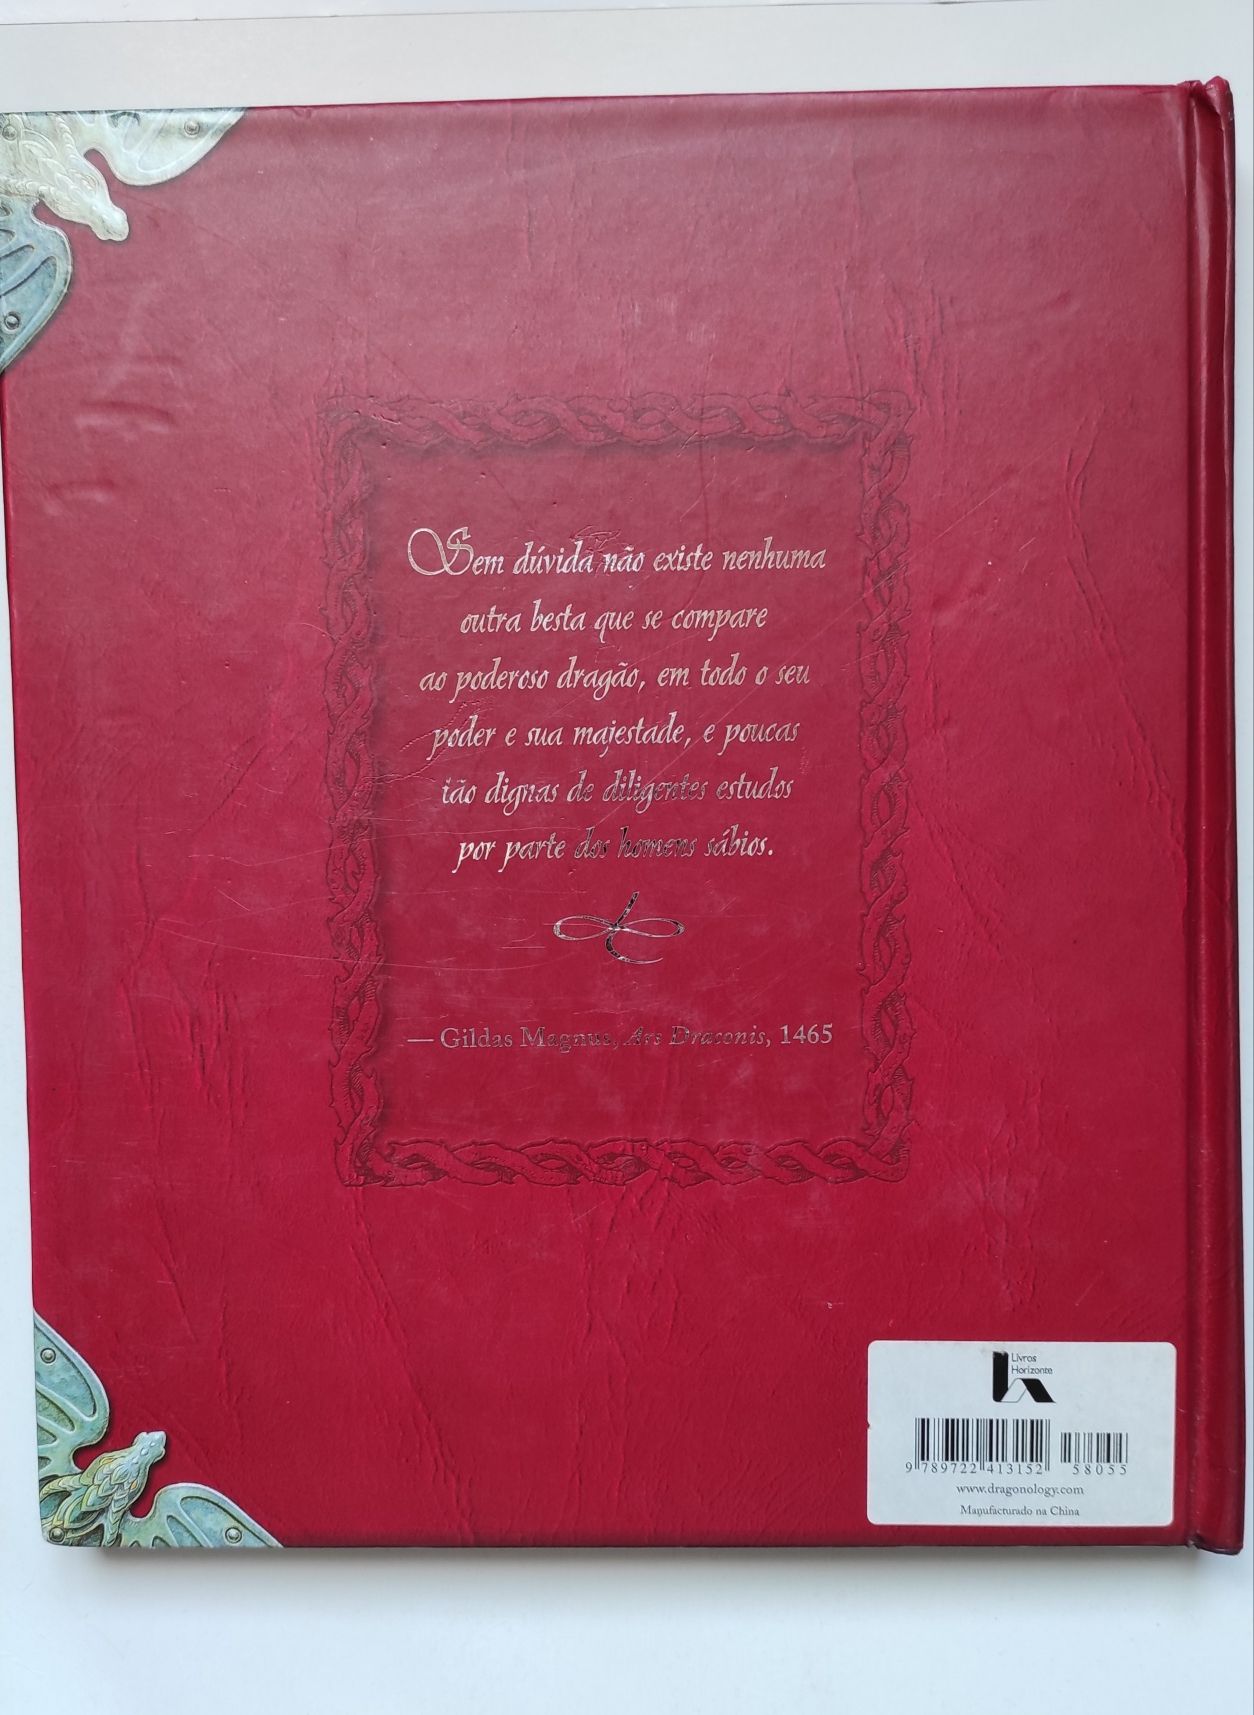 Sem dúvida não existe nenhuma
outra besta que se compare
ao poderoso dragão, em todo o seu
poder e sua majestade, e poucas
ião dignas de diligentes estudos
por parte dos homens sábios.
— Gildas Magnus, Ars Draconis, 1465
Livros
Horizonte
9 789722 413152 58055
www.dragonology.com
Manufacturado na China